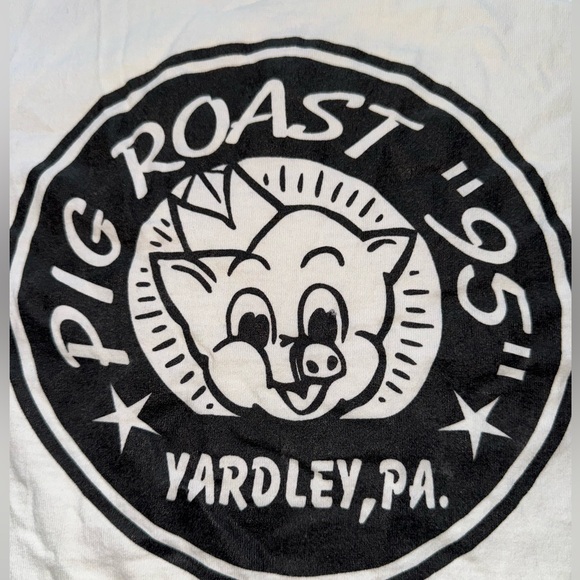 PIG ROAST "95"
YARDLEY, PA.